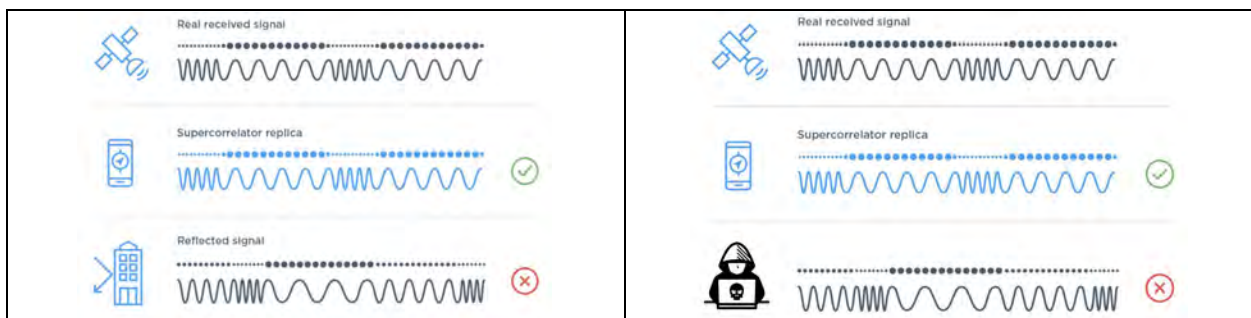 Real received signal
Supercorrelator replica
Reflected signal
Real received signal
Supercorrelator replica